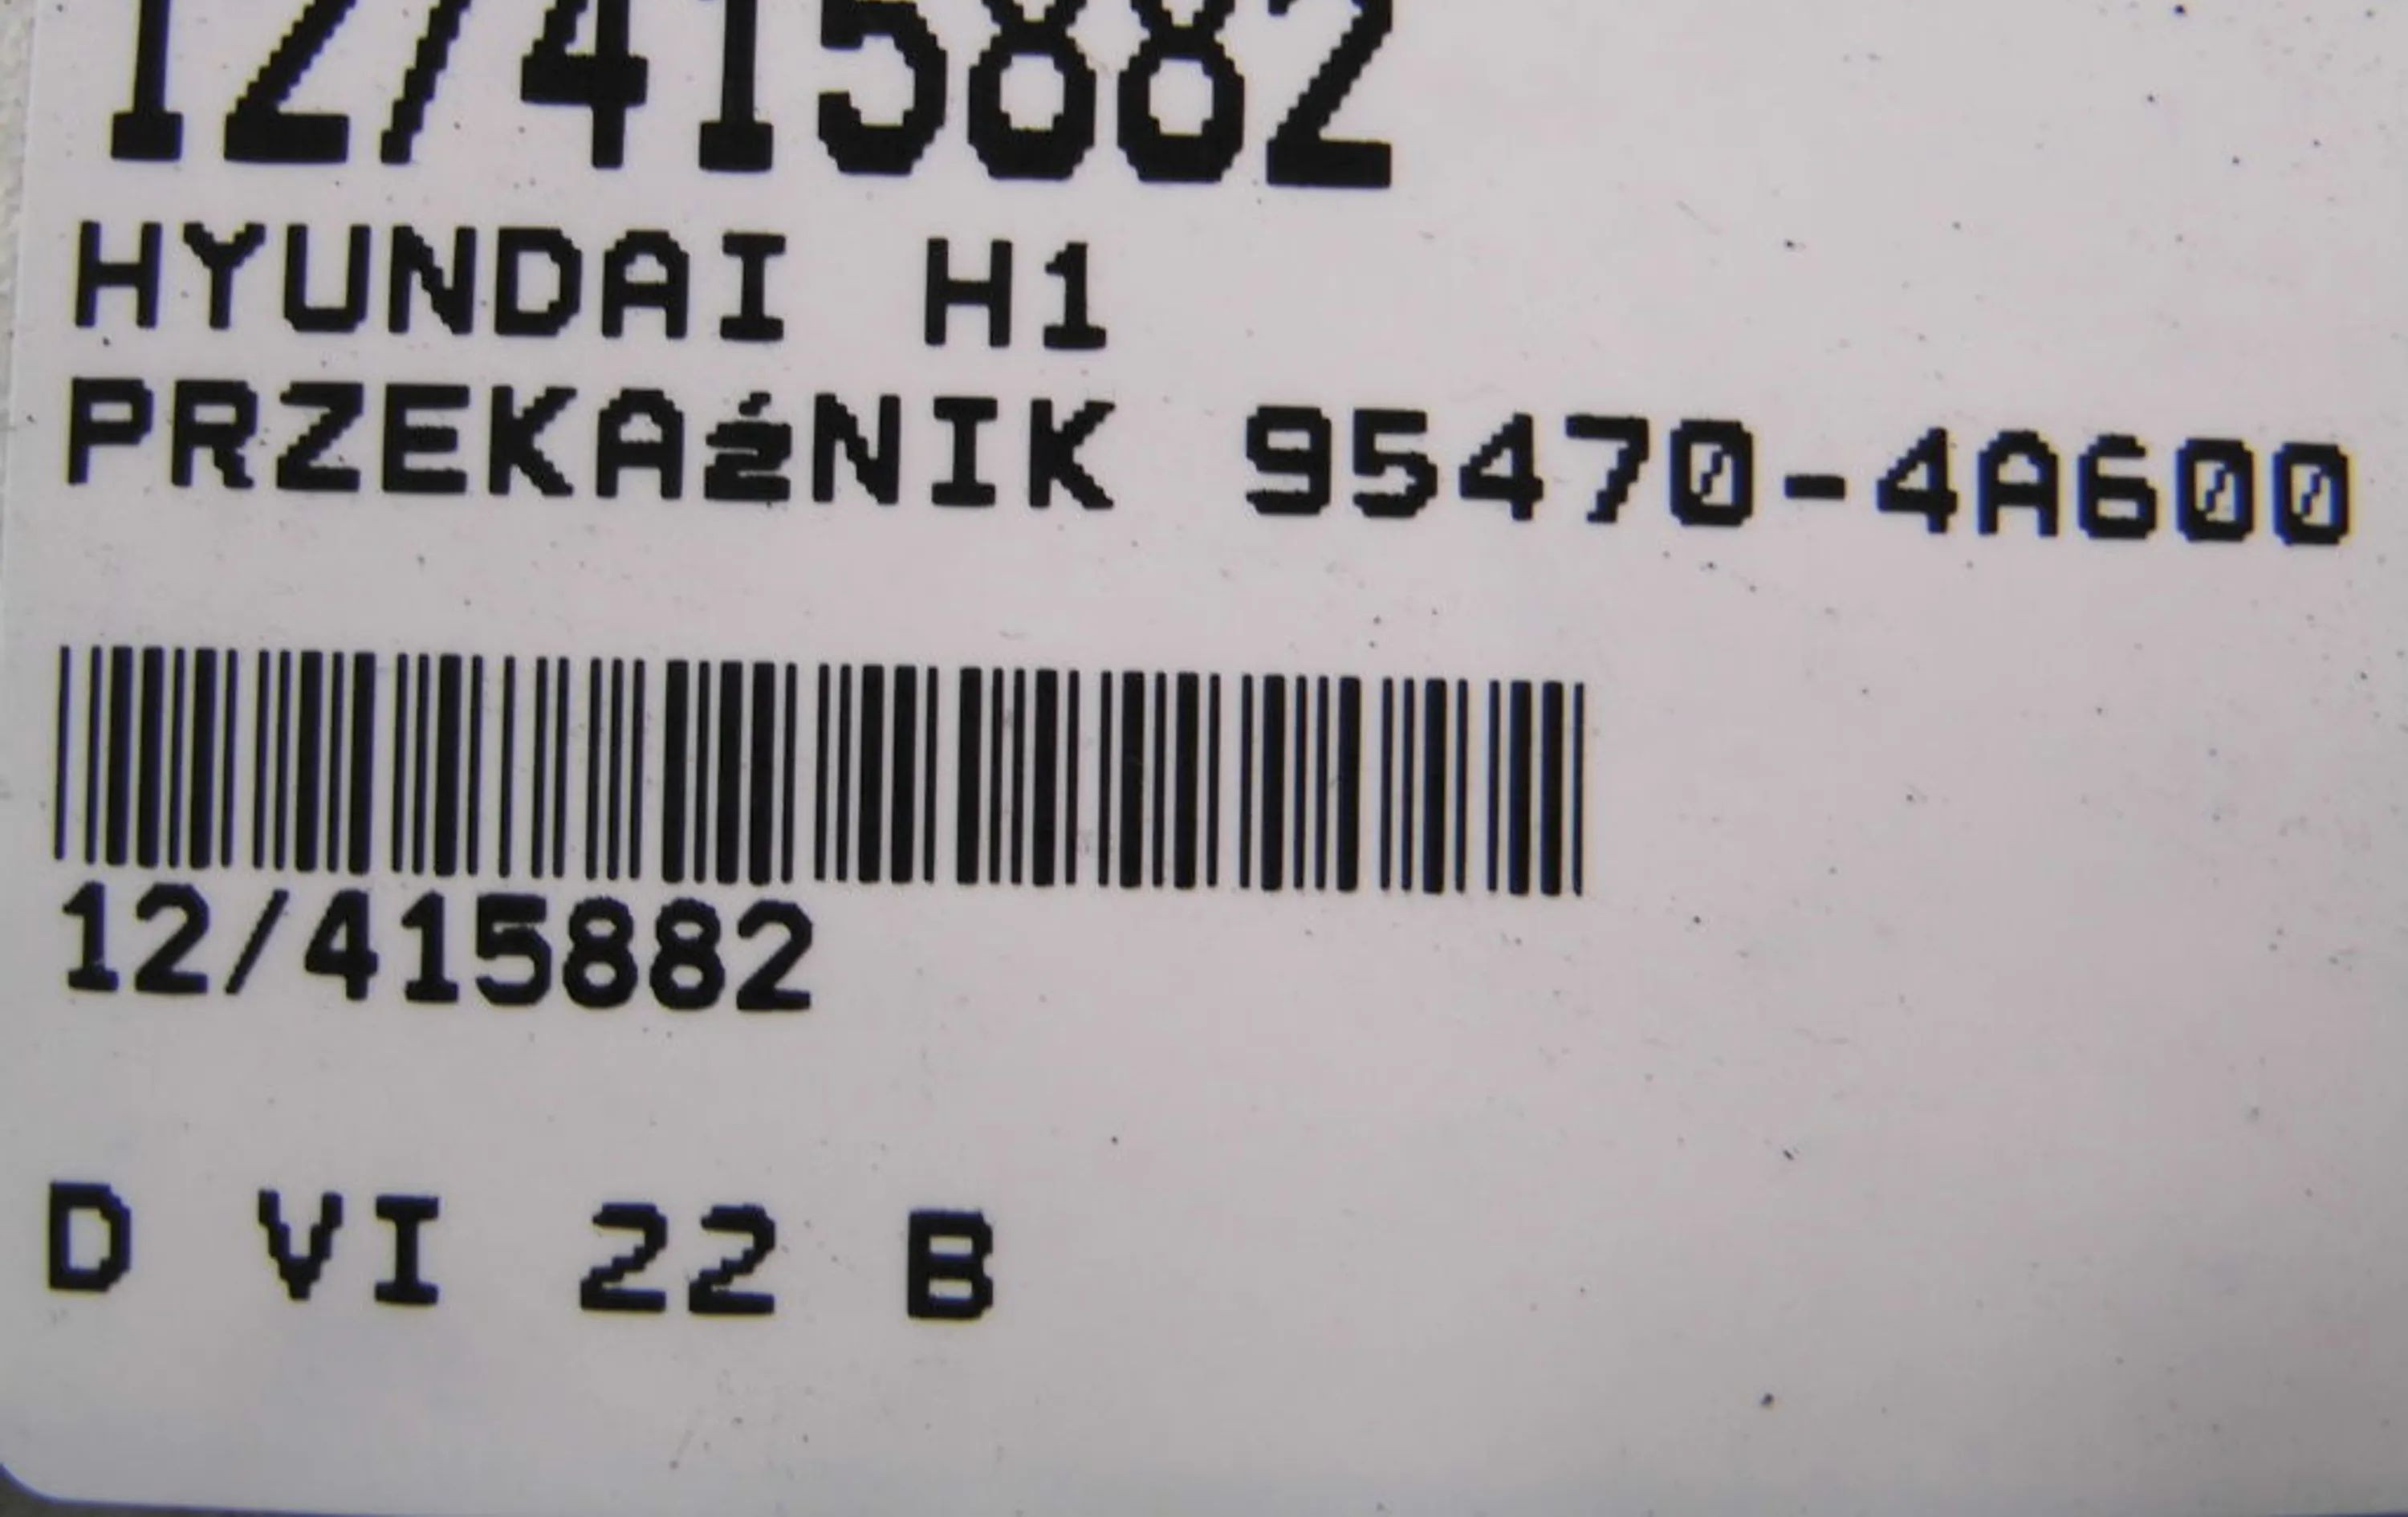 12/415882
HYUNDAI H1
PRZEKAźNIK 95470-4A600
12/415882
D VI 22 B